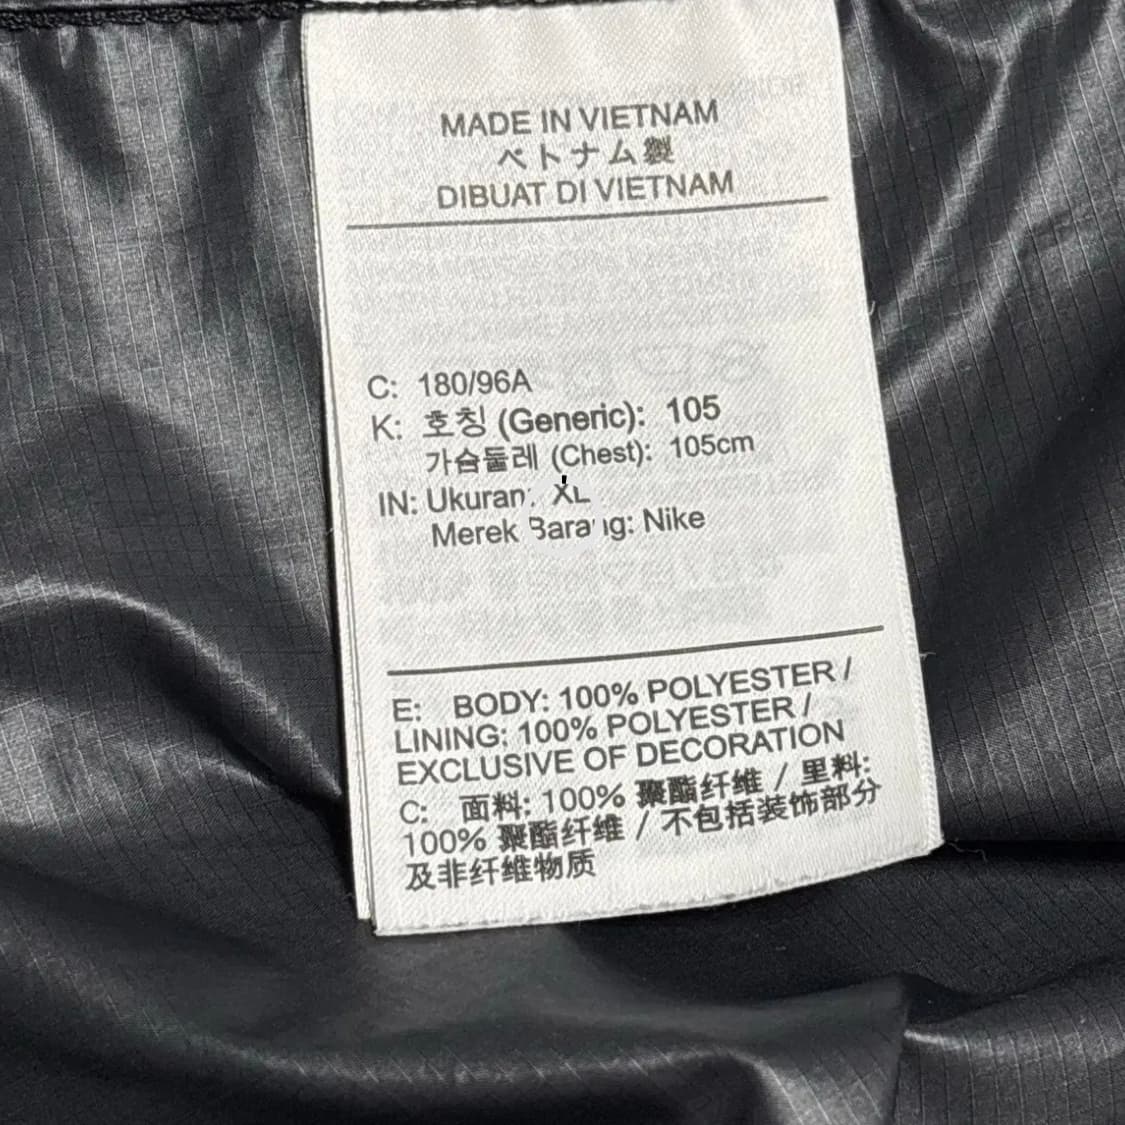 MADE IN VIETNAM
ベトナム製
DIBUAT DI VIETNAM
C: 180/96A
K: 호칭 (Generic): 105
가슴둘레 (Chest): 105cm
IN: Ukuran: XL
Merek Barang: Nike
E: BODY: 100% POLYESTER /
LINING: 100% POLYESTER /
EXCLUSIVE OF DECORATION
C: 面料: 100% 聚酯纤维 / 里料:
100% 聚酯纤维 / 不包括装饰部分
及非纤维物质